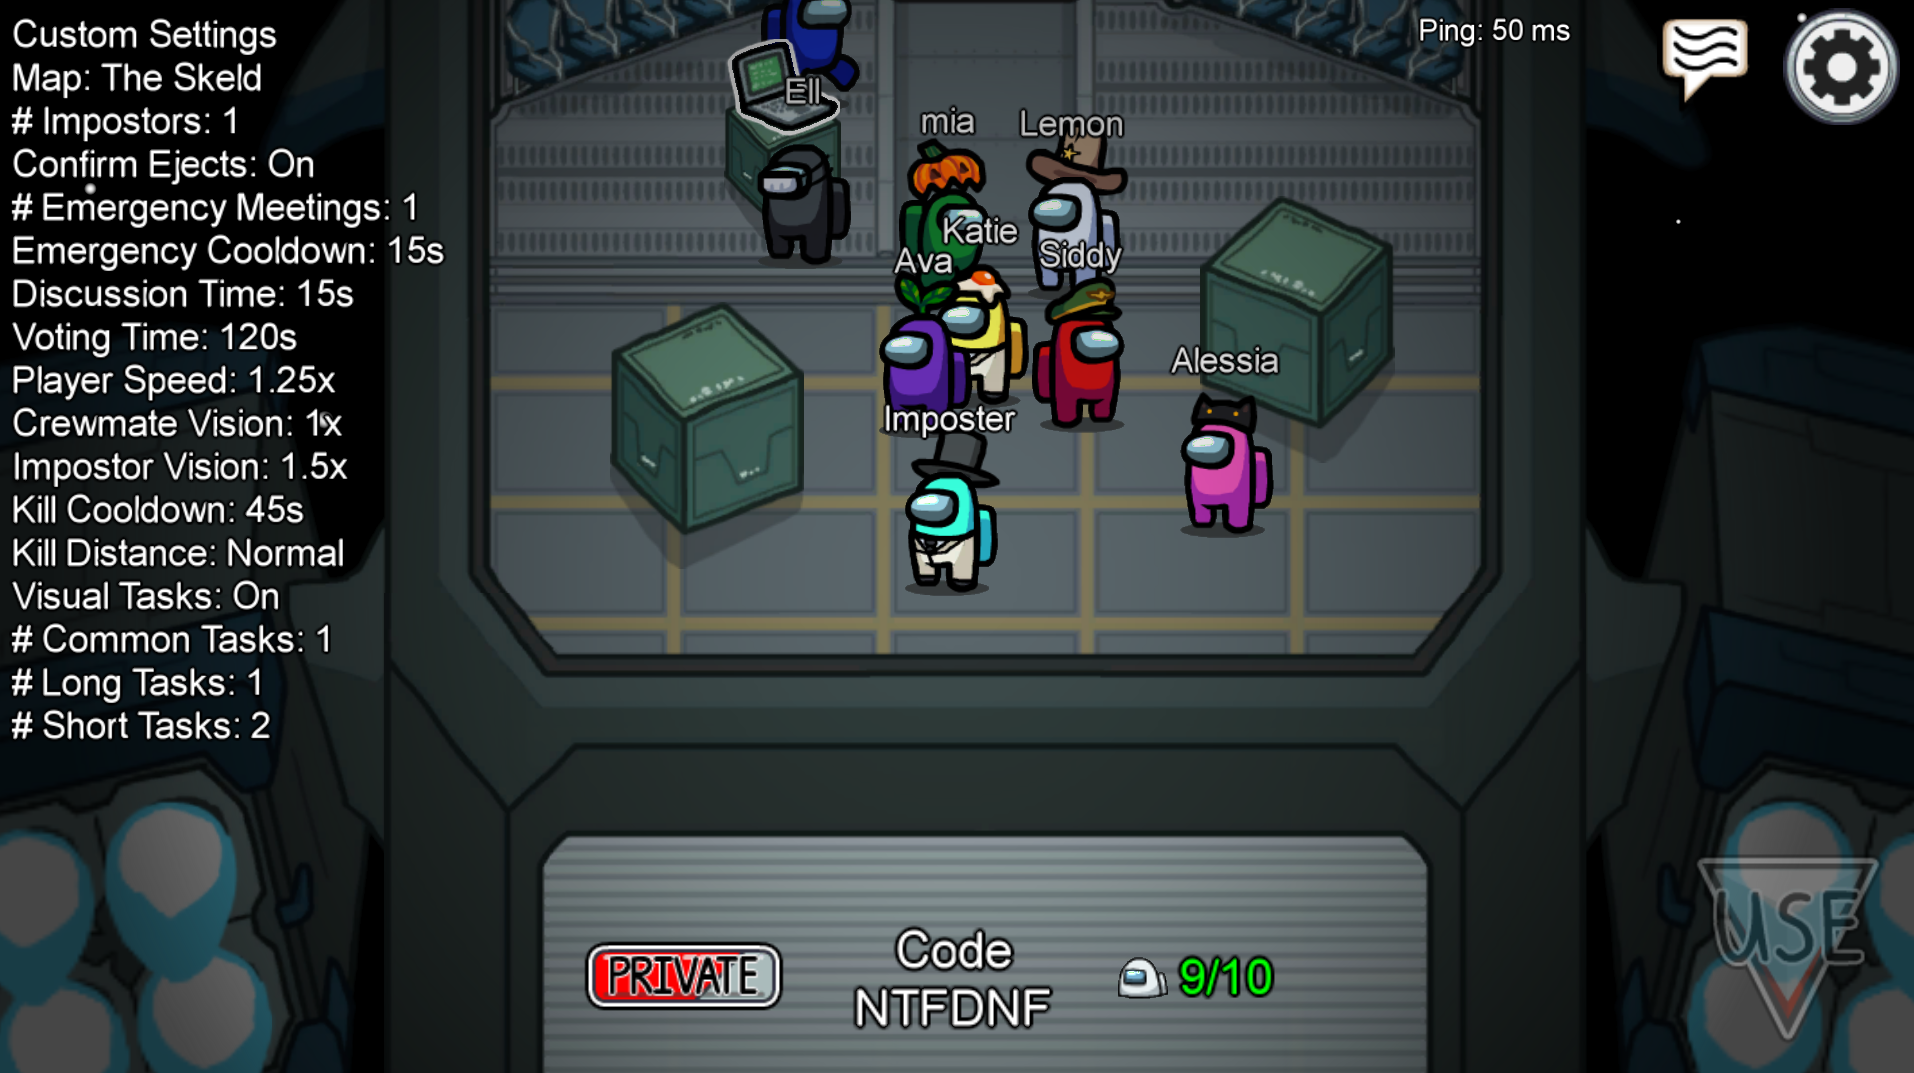 Custom Settings
Map: The Skeld
# Impostors: 1
Confirm Ejects: On
# Emergency Meetings: 1
Emergency Cooldown: 15s
Discussion Time: 15s
Voting Time: 120s
Player Speed: 1.25x
Crewmate Vision: 1x
Impostor Vision: 1.5x
Kill Cooldown: 45s
Kill Distance: Normal
Visual Tasks: On
# Common Tasks: 1
# Long Tasks: 1
# Short Tasks: 2
Ping: 50 ms
Ell
mia
Lemon
Katie
Siddy
Ava
Alessia
Imposter
USE
PRIVATE
Code
NTFDNF
9/10